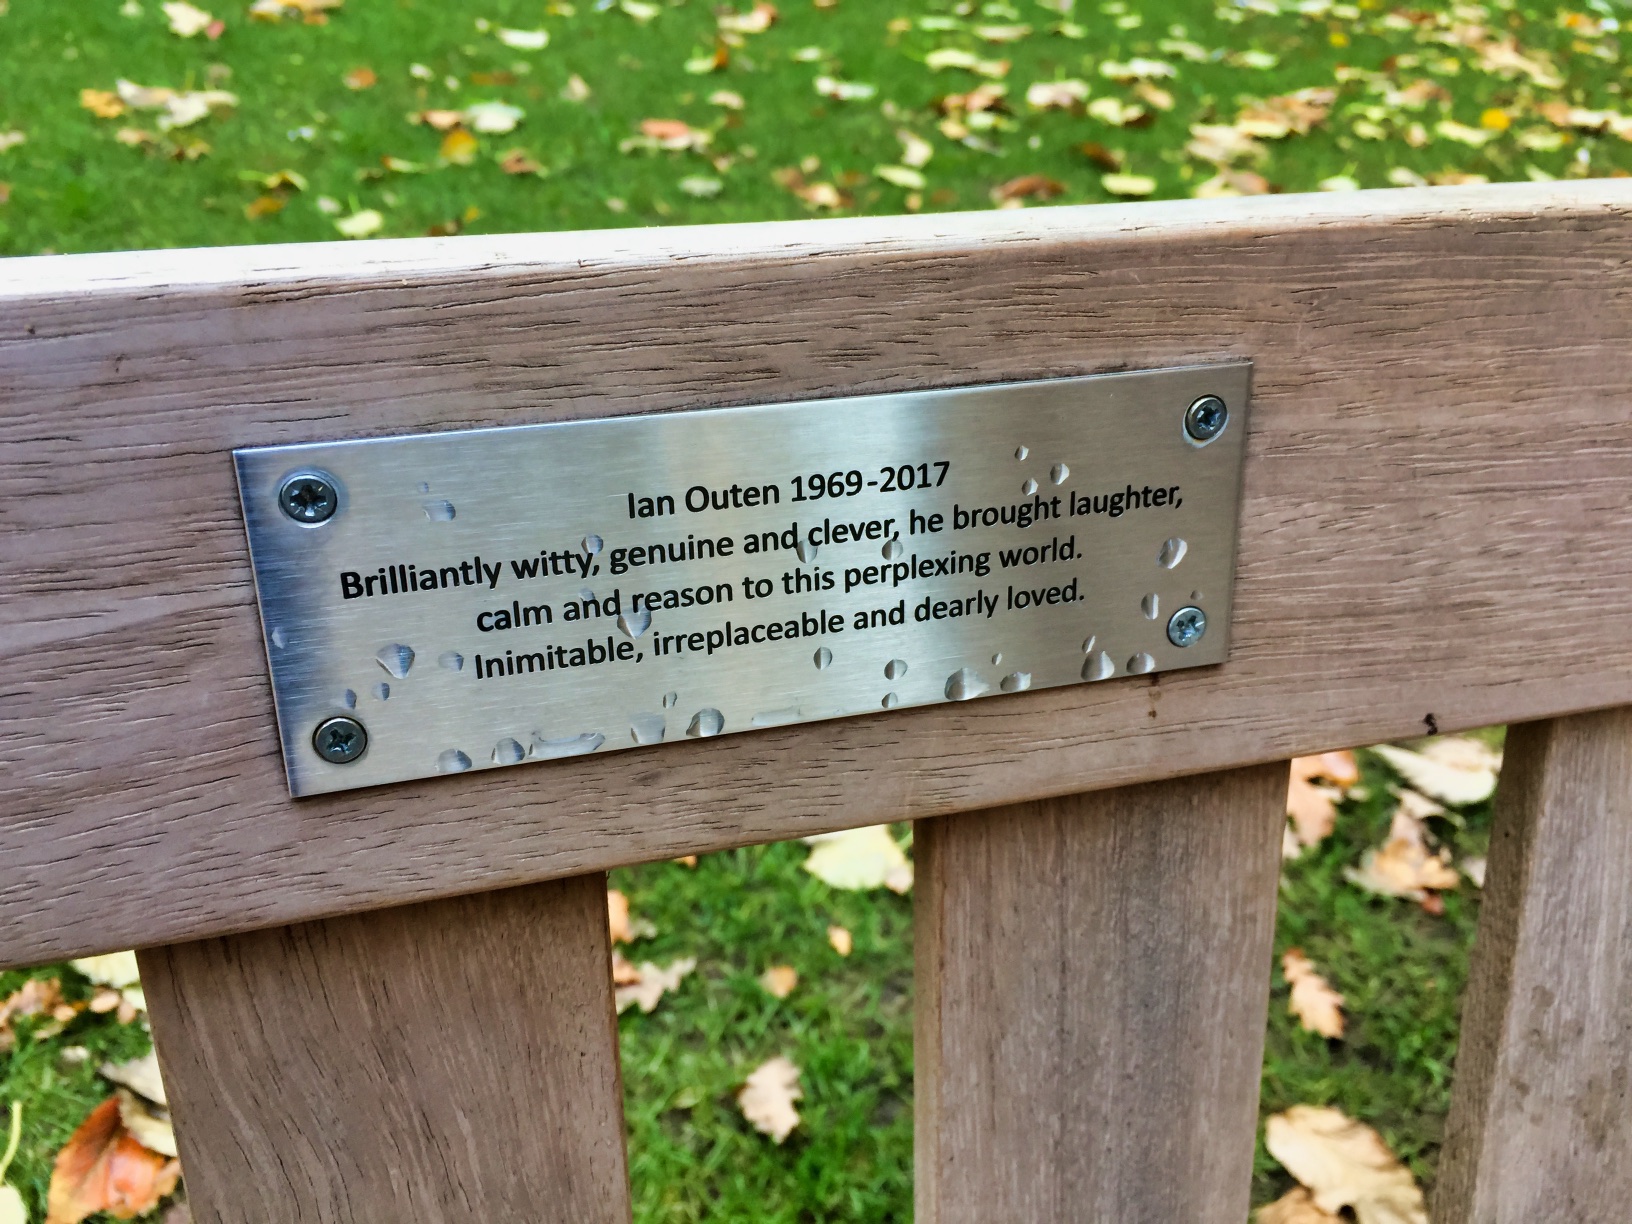 Ian Outen 1969-2017
Brilliantly witty, genuine and clever, he brought laughter,
calm and reason to this perplexing world.
Inimitable, irreplaceable and dearly loved.